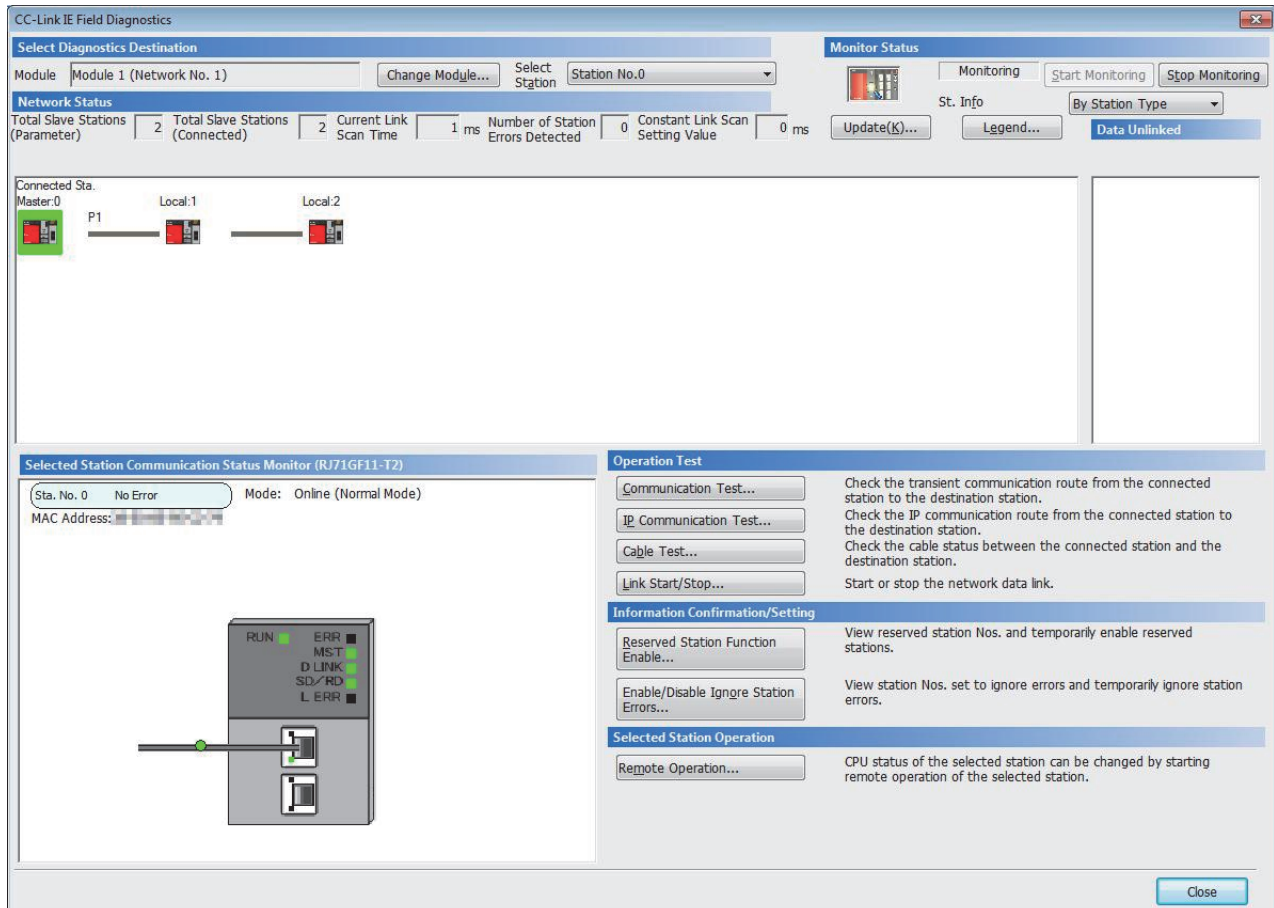 CC-Link IE Field Diagnostics
Select Diagnostics Destination
Monitor Status
Module Module 1 (Network No. 1) Change Module... Select Station Station No.0
Monitoring Start Monitoring Stop Monitoring
Network Status
St. Info By Station Type
Total Slave Stations (Parameter) 2 Total Slave Stations (Connected) 2 Current Link Scan Time 1 ms Number of Station Errors Detected 0 Constant Link Scan Setting Value 0 ms
Update(K)... Legend... Data Unlinked
Connected Sta.
Master:0 Local:1 Local:2
P1
Selected Station Communication Status Monitor (RJ71GF11-T2)
Sta. No. 0 No Error Mode: Online (Normal Mode)
MAC Address:
RUN ERR
MST
D LINK
SD/RD
L ERR
Operation Test
Communication Test... Check the transient communication route from the connected
station to the destination station.
IP Communication Test... Check the IP communication route from the connected station to
the destination station.
Cable Test... Check the cable status between the connected station and the
destination station.
Link Start/Stop... Start or stop the network data link.
Information Confirmation/Setting
Reserved Station Function Enable... View reserved station Nos. and temporarily enable reserved
stations.
Enable/Disable Ignore Station Errors... View station Nos. set to ignore errors and temporarily ignore station
errors.
Selected Station Operation
Remote Operation... CPU status of the selected station can be changed by starting
remote operation of the selected station.
Close